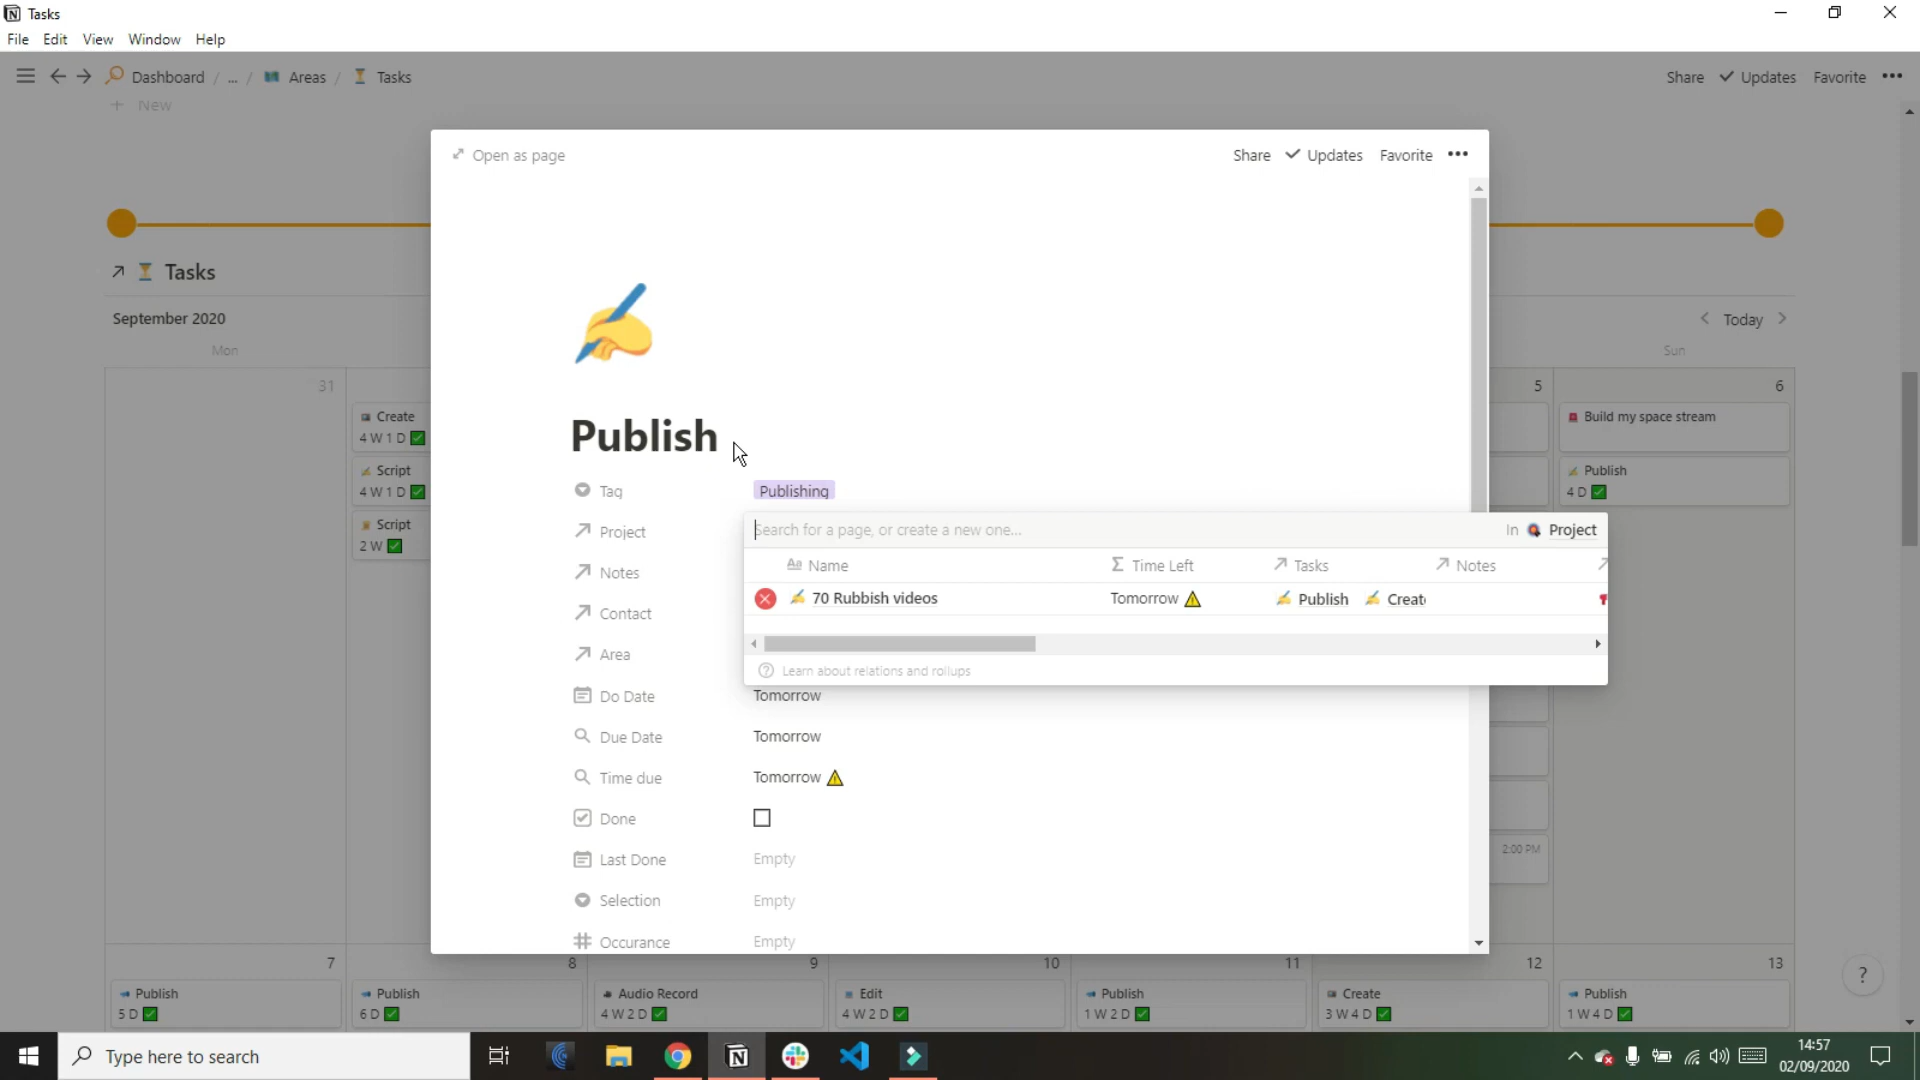 Tasks
File Edit View Window Help
Dashboard / ... / Areas / Tasks
Share Updates Favorite
+ New
Open as page
Share Updates Favorite
Tasks
September 2020
Today
Mon
Sun
31
5
6
Create
4 W 1 D
Script
4 W 1 D
Script
2 W
Build my space stream
Publish
4 D
2:00 PM
Publish
Tag Publishing
Project
Notes
Contact
Area
Search for a page, or create a new one...
In Project
Name Time Left Tasks Notes
70 Rubbish videos Tomorrow Publish Creat
Learn about relations and rollups
Do Date Tomorrow
Due Date Tomorrow
Time due Tomorrow
Done
Last Done Empty
Selection Empty
Occurance Empty
7 8 9 10 11 12 13
Publish
5 D
Publish
6 D
Audio Record
4 W 2 D
Edit
4 W 2 D
Publish
1 W 2 D
Create
3 W 4 D
Publish
1 W 4 D
?
Type here to search
14:57
02/09/2020